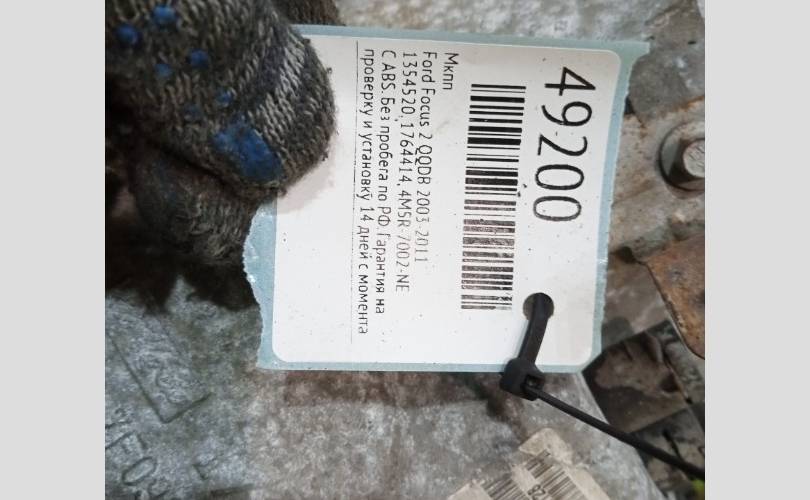 49200
Мкпп
Ford Focus 2 QQDB 2003-2011
1354520,1764414,4M5R-7002-NE
С ABS.Без пробега по РФ.Гарантия на
проверку и установку 14 дней с момента